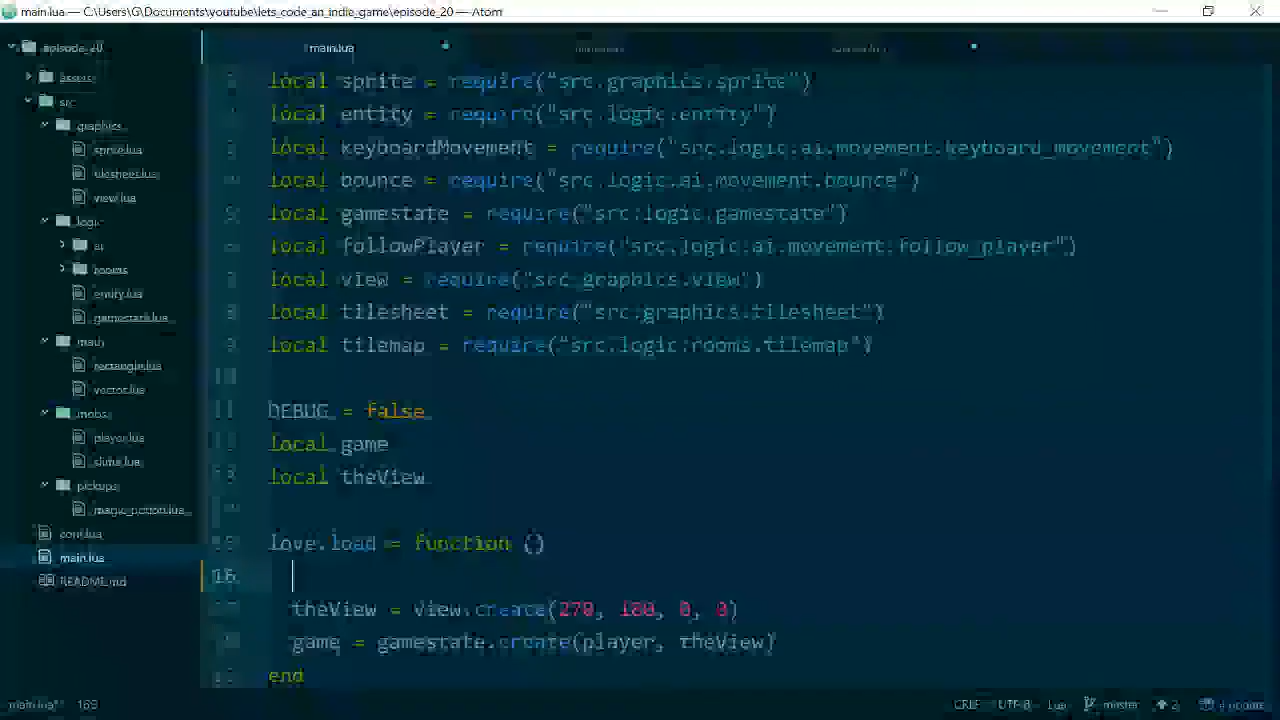 main.lua — C:\Users\G\Documents\youtube\lets_code_an_indie_game\episode_20 — Atom
episode_20
main.lua
Assets
src
graphics
sprite.lua
tilesheet.lua
view.lua
logic
ai
rooms
entity.lua
gamestate.lua
math
rectangle.lua
vector.lua
mobs
player.lua
slime.lua
pickups
magic_potion.lua
conf.lua
main.lua
README.md
local sprite = require("src.graphics.sprite")
local entity = require("src.logic.entity")
local keyboardMovement = require("src.logic.ai.movement.keyboard_movement")
local bounce = require("src.logic.ai.movement.bounce")
local gamestate = require("src.logic.gamestate")
local followPlayer = require("src.logic.ai.movement.follow_player")
local view = require("src.graphics.view")
local tilesheet = require("src.graphics.tilesheet")
local tilemap = require("src.logic.rooms.tilemap")
10
11 DEBUG = false
local game
local theView
love.load = function ()
16
theView = view.create(270, 180, 0, 0)
game = gamestate.create(player, theView)
end
main.lua* CRLF UTF-8 Lua master 2